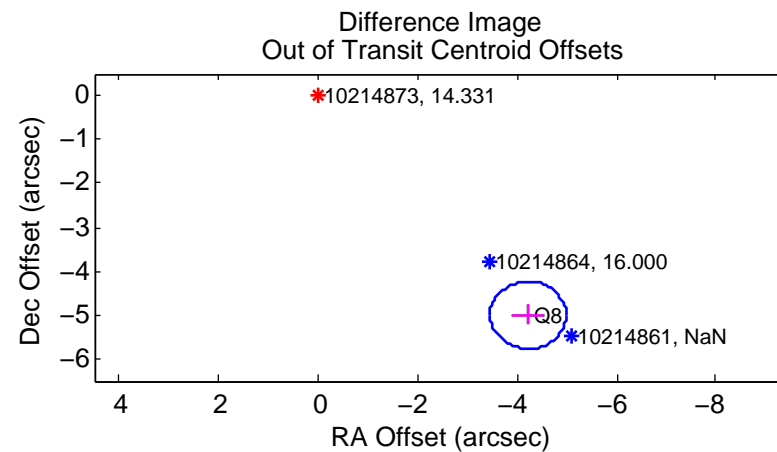 Difference Image
Out of Transit Centroid Offsets
Dec Offset (arcsec)
0
−1
−2
−3
−4
−5
−6
10214873, 14.331
10214864, 16.000
Q8
10214861, NaN
4 2 0 −2 −4 −6 −8
RA Offset (arcsec)